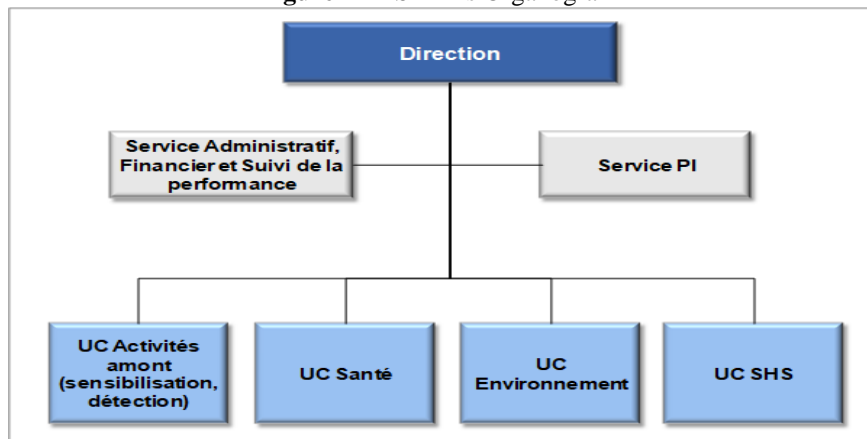 Direction
Service Administratif,
Financier et Suivi de la
performance
Service PI
UC Activités
amont
(sensibilisation,
détection)
UC Santé
UC
Environnement
UC SHS